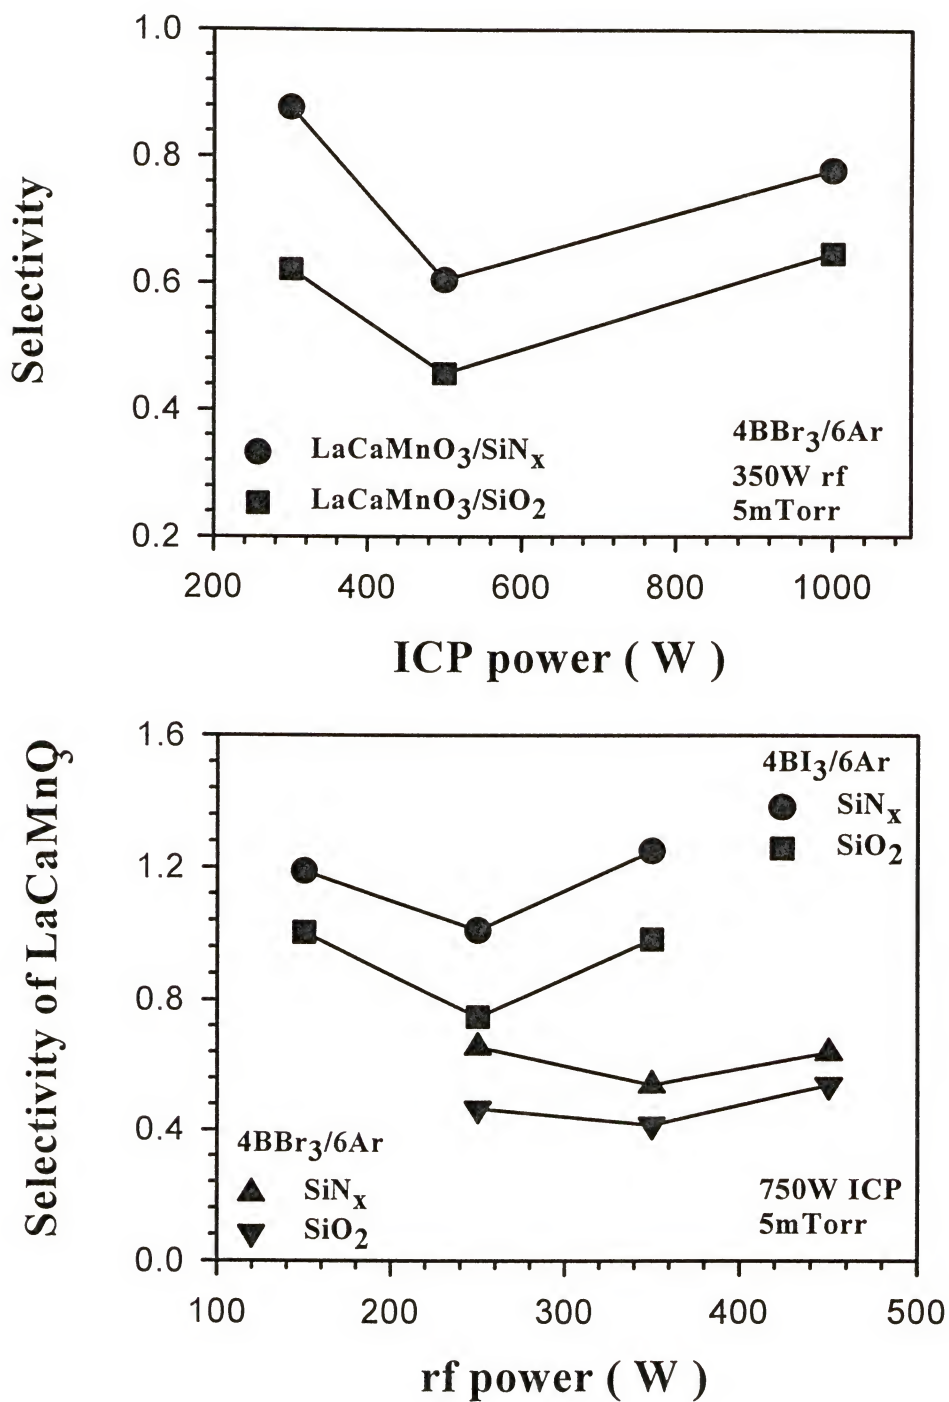 1.0
0.8
0.6
0.4
0.2
Selectivity
LaCaMnO3/SiNx
LaCaMnO3/SiO2
4BBr3/6Ar
350W rf
5mTorr
200 400 600 800 1000
ICP power ( W )
1.6
1.2
0.8
0.4
0.0
Selectivity of LaCaMnO3
4BI3/6Ar
SiNx
SiO2
4BBr3/6Ar
SiNx
SiO2
750W ICP
5mTorr
100 200 300 400 500
rf power ( W )